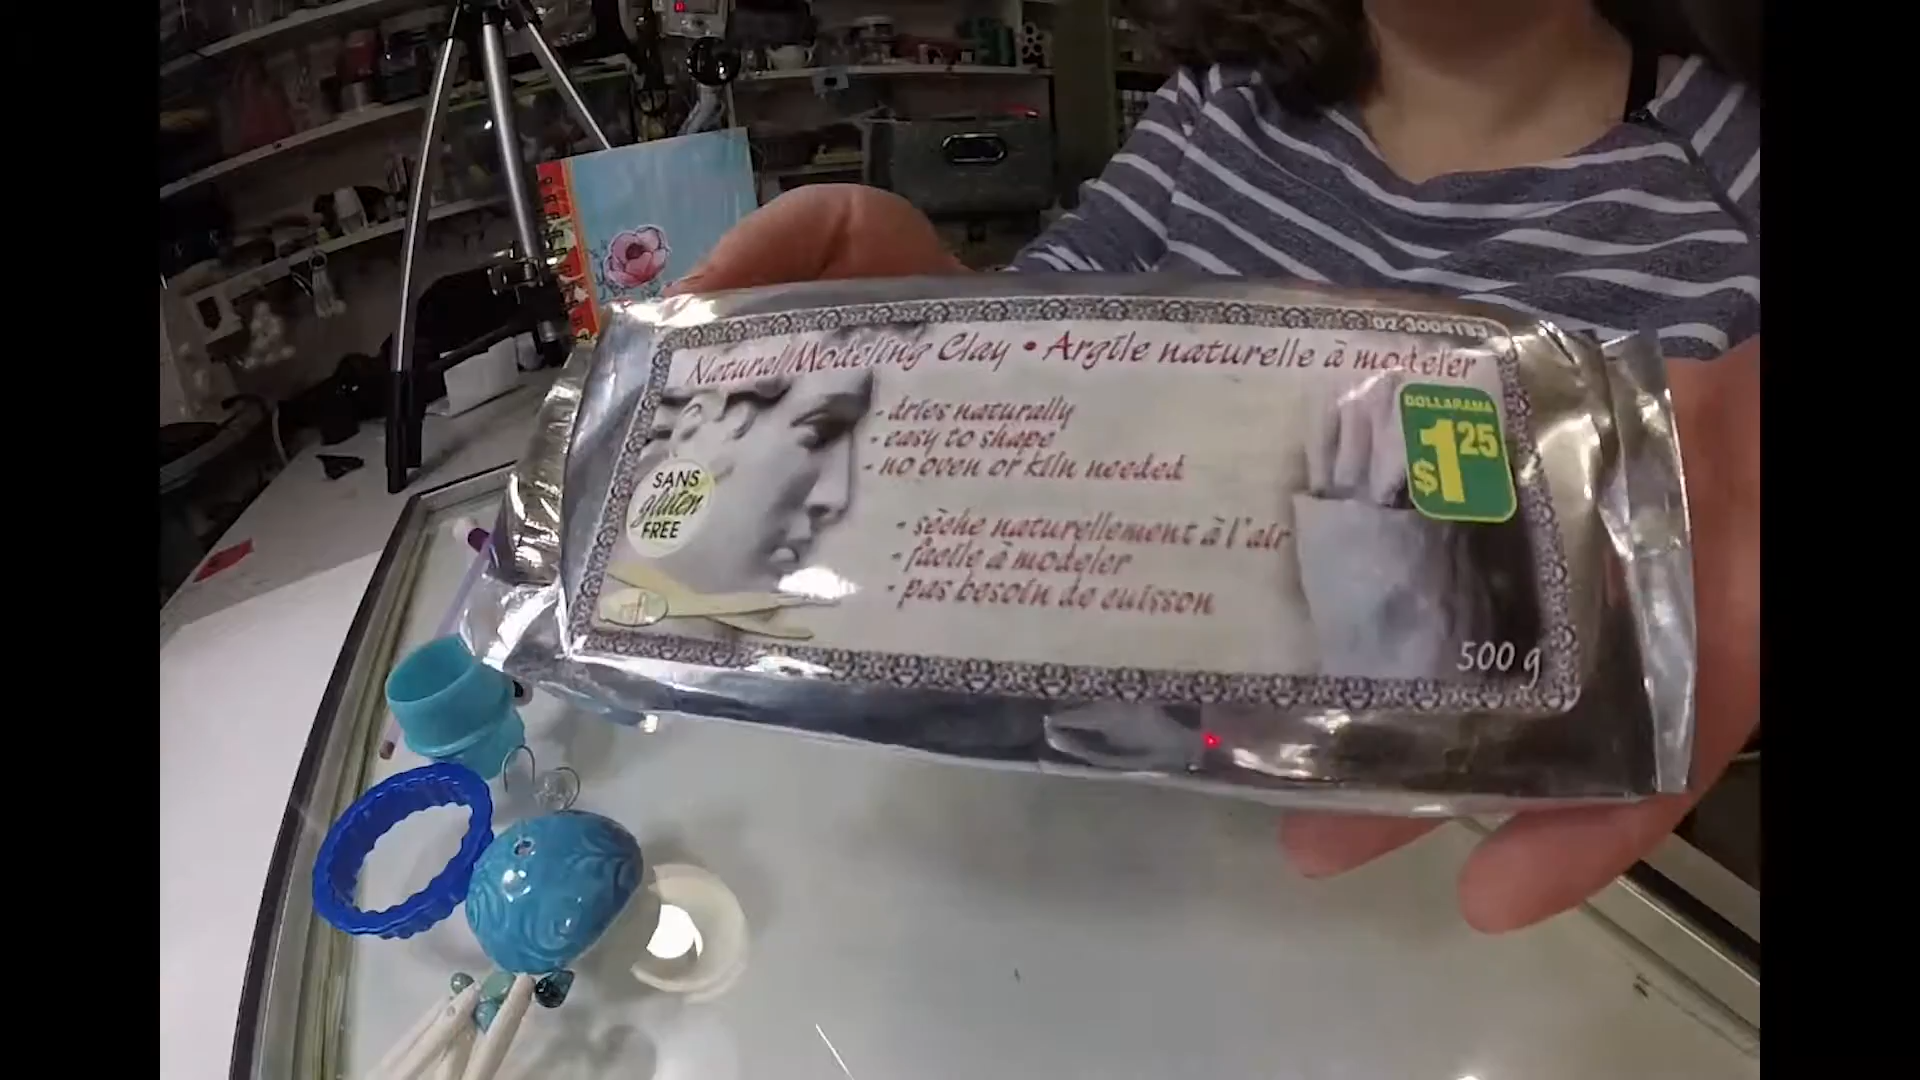 02-3004183
Natural Modeling Clay • Argile naturelle à modeler
- dries naturally
- easy to shape
- no oven or kiln needed
DOLLARAMA
$1.25
SANS
gluten
FREE
- sèche naturellement à l'air
- facile à modeler
- pas besoin de cuisson
500 g